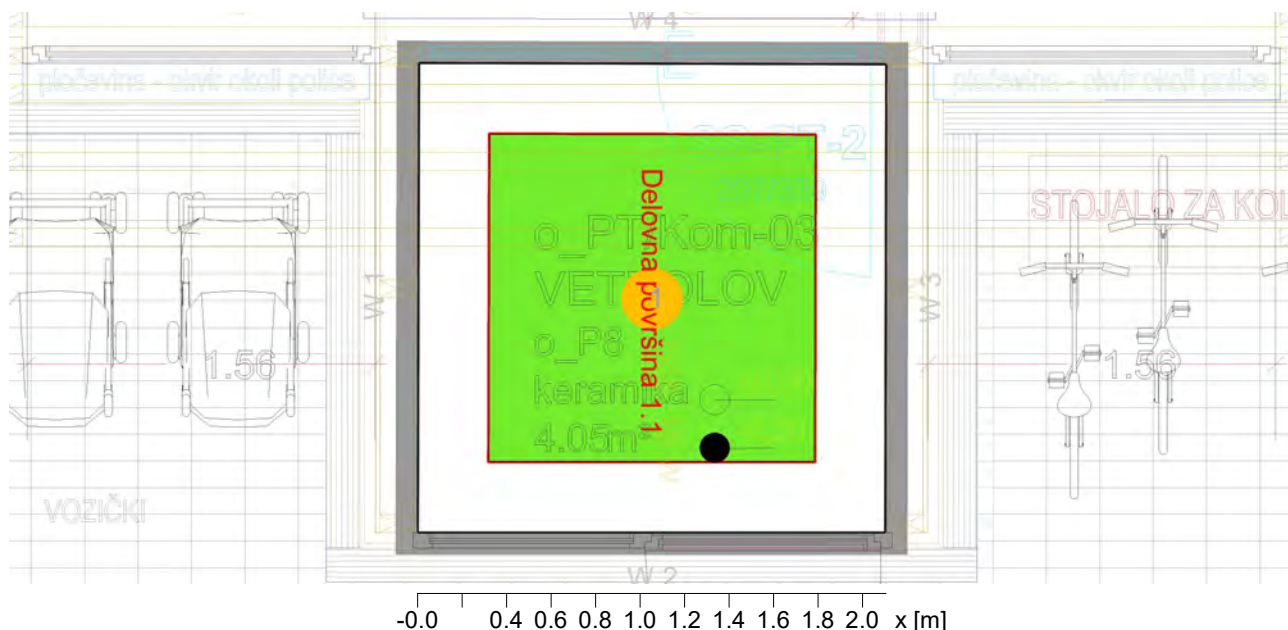 W 4
pločevina - okvir okoli police
pločevina - okvir okoli police
Delovna površina 1.1
STOJALO ZA KOL
o_PT-Kom-03
VETROLOV
o_P8
keramika
4.05m²
W 1
W 3
1.56
1.56
VOZIČKI
W 2
-0.0 0.4 0.6 0.8 1.0 1.2 1.4 1.6 1.8 2.0 x [m]